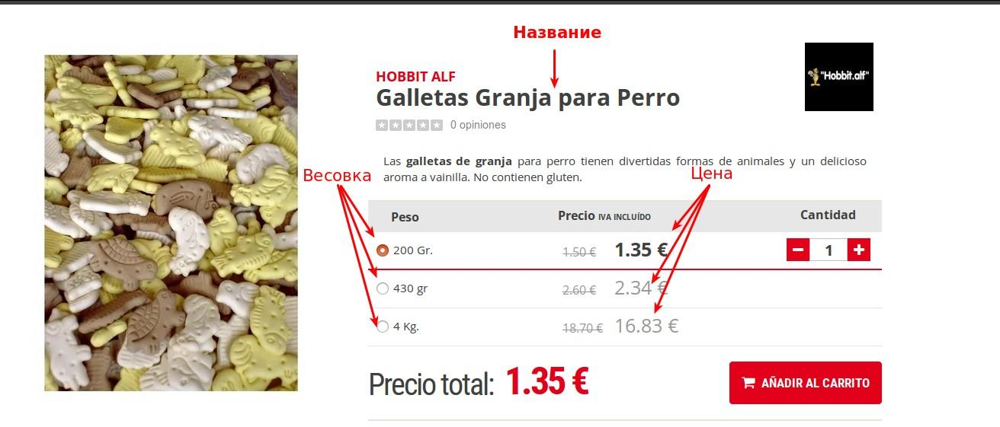 Название
HOBBIT ALF
Galletas Granja para Perro
0 opiniones
"Hobbit.alf"
Las galletas de granja para perro tienen divertidas formas de animales y un delicioso
aroma a vainilla. No contienen gluten.
Весовка
Цена
Peso Precio IVA INCLUÍDO Cantidad
200 Gr. 1.50 € 1.35 € 1
430 gr 2.60 € 2.34 €
4 Kg. 18.70 € 16.83 €
Precio total: 1.35 €
AÑADIR AL CARRITO